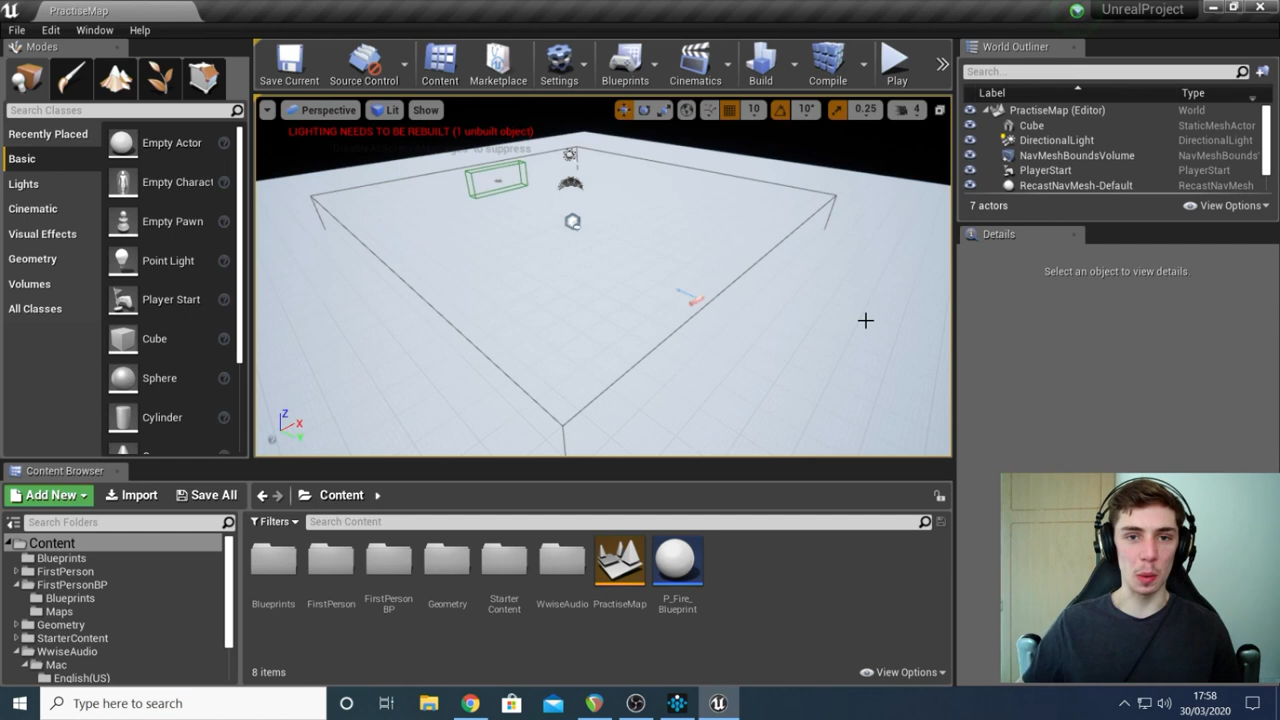 PractiseMap
UnrealProject
File Edit Window Help
Modes
Search Classes
Recently Placed
Basic
Lights
Cinematic
Visual Effects
Geometry
Volumes
All Classes
Empty Actor
Empty Charact
Empty Pawn
Point Light
Player Start
Cube
Sphere
Cylinder
Save Current Source Control Content Marketplace Settings Blueprints Cinematics Build Compile Play
Perspective Lit Show
10 10° 0.25 4
LIGHTING NEEDS TO BE REBUILT (1 unbuilt object)
to suppress
Z
X
World Outliner
Search...
Label Type
PractiseMap (Editor) World
Cube StaticMeshActor
DirectionalLight DirectionalLight
NavMeshBoundsVolume NavMeshBounds
PlayerStart PlayerStart
RecastNavMesh-Default RecastNavMesh
7 actors View Options
Details
Select an object to view details.
Content Browser
Add New Import Save All Content
Search Folders
Filters Search Content
Content
Blueprints
FirstPerson
FirstPersonBP
Blueprints
Maps
Geometry
StarterContent
WwiseAudio
Mac
English(US)
Blueprints
FirstPerson
FirstPerson
BP
Geometry
Starter
Content
WwiseAudio
PractiseMap
P_Fire_
Blueprint
8 items View Options
Type here to search
17:58
30/03/2020